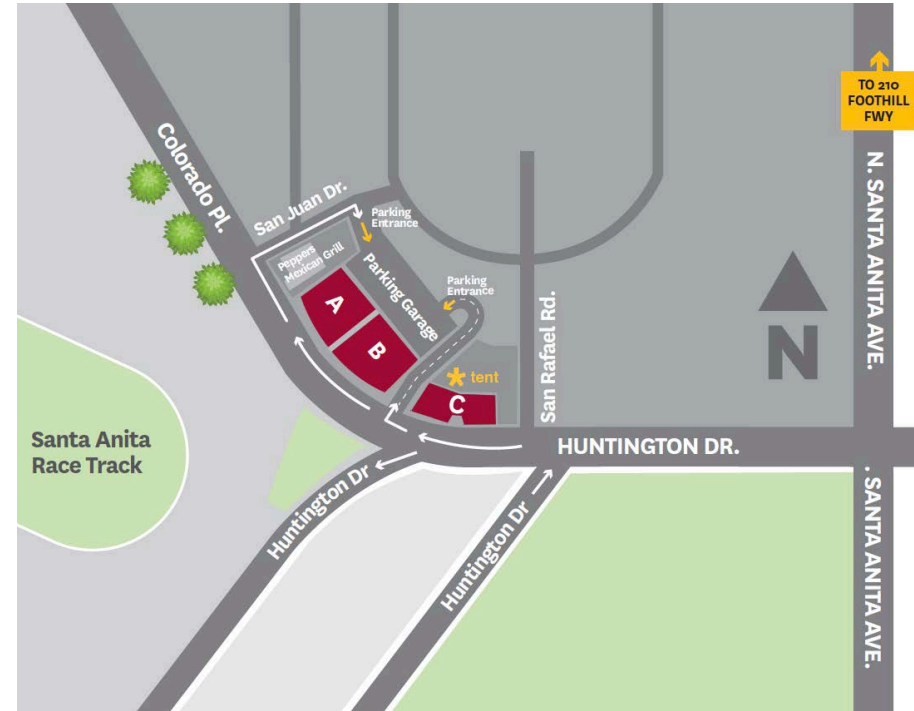 TO 210
FOOTHILL
FWY
Colorado Pl.
N. SANTA ANITA AVE.
San Juan Dr.
Parking
Entrance
Peppers
Mexican Grill
Parking Garage
Parking
Entrance
A
B
tent
C
San Rafael Rd.
N
Santa Anita
Race Track
HUNTINGTON DR.
Huntington Dr
Huntington Dr
. SANTA ANITA AVE.